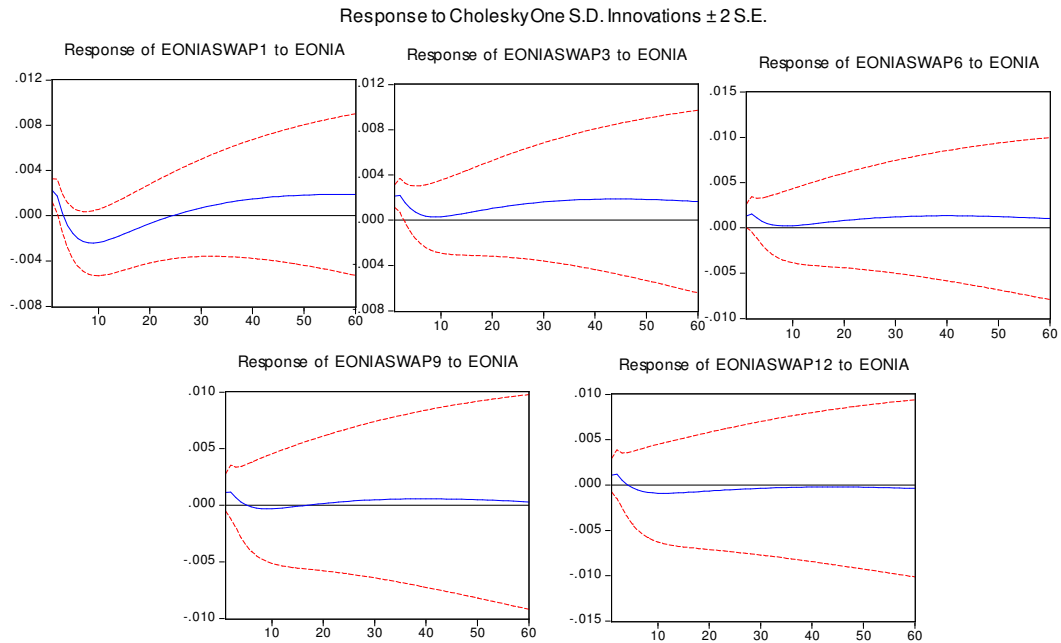 Response to CholeskyOne S.D. Innovations ± 2 S.E.
Response of EONIASWAP1 to EONIA
.012
.008
.004
.000
-.004
-.008
10 20 30 40 50 60
Response of EONIASWAP3 to EONIA
.012
.008
.004
.000
-.004
-.008
10 20 30 40 50 60
Response of EONIASWAP6 to EONIA
.015
.010
.005
.000
-.005
-.010
10 20 30 40 50 60
Response of EONIASWAP9 to EONIA
.010
.005
.000
-.005
-.010
10 20 30 40 50 60
Response of EONIASWAP12 to EONIA
.010
.005
.000
-.005
-.010
-.015
10 20 30 40 50 60